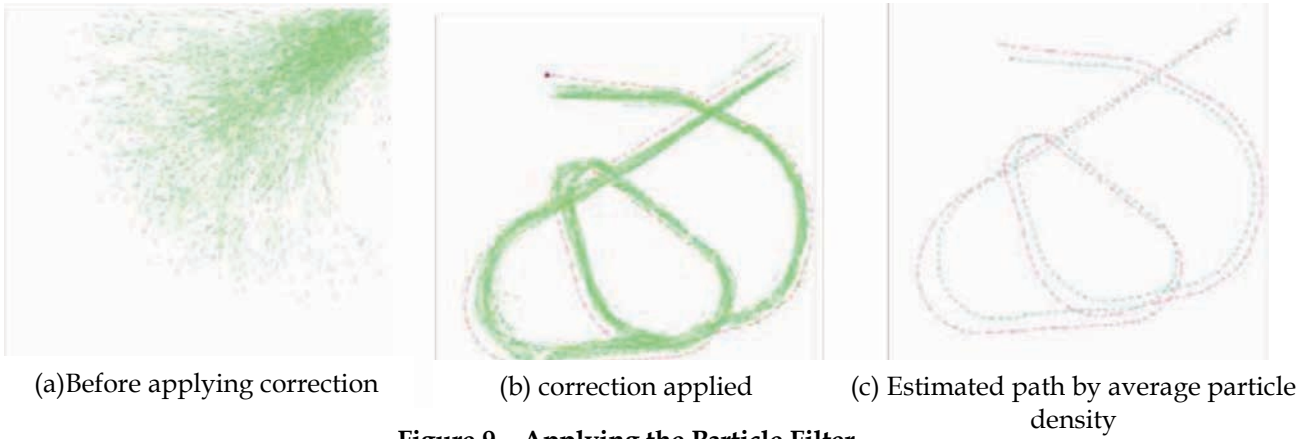 (a)Before applying correction
(b) correction applied
(c) Estimated path by average particle
density
Figure 9. Applying the Particle Filter